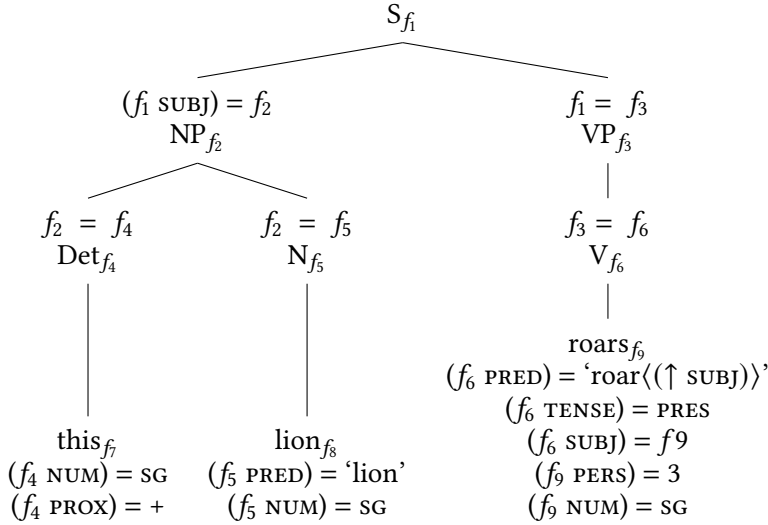 S_f₁
(f₁ SUBJ) = f₂ f₁ = f₃
NP_f₂ VP_f₃
f₂ = f₄ f₂ = f₅ f₃ = f₆
Det_f₄ N_f₅ V_f₆
roars_f₉
(f₆ PRED) = ‘roar⟨(↑ SUBJ)⟩’
(f₆ TENSE) = PRES
this_f₇ lion_f₈ (f₆ SUBJ) = f9
(f₄ NUM) = SG (f₅ PRED) = ‘lion’ (f₉ PERS) = 3
(f₄ PROX) = + (f₅ NUM) = SG (f₉ NUM) = SG